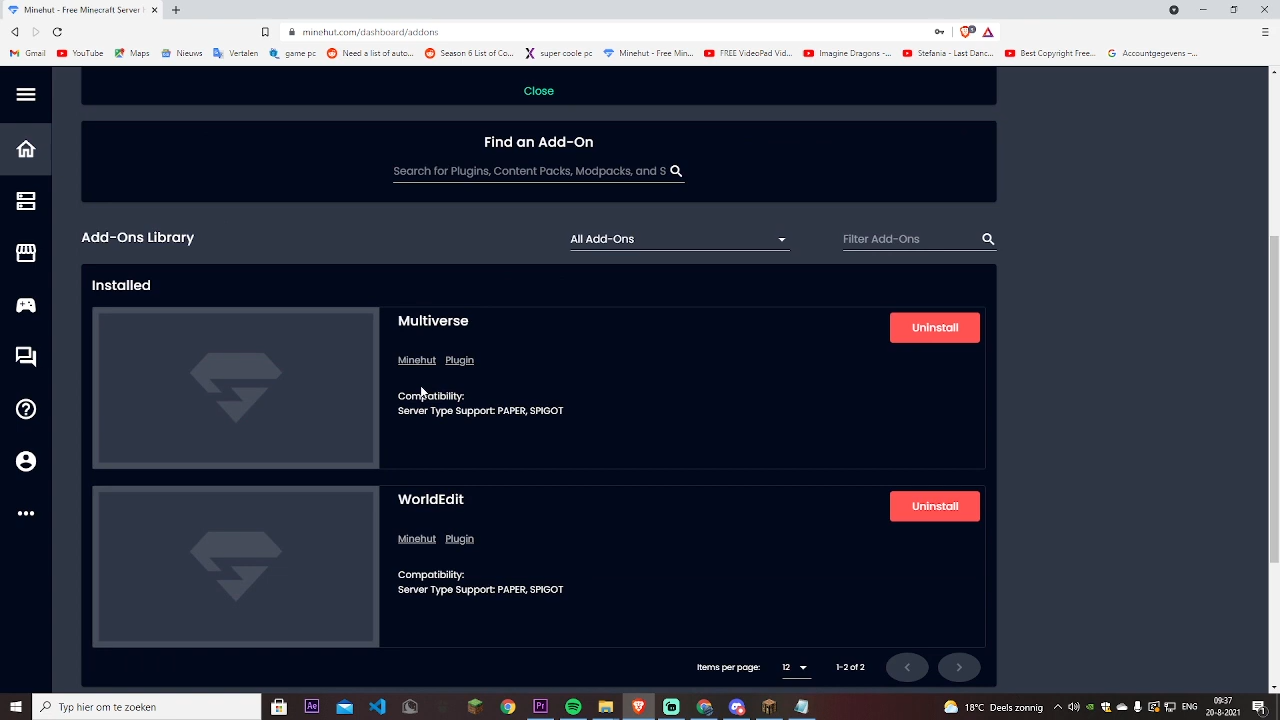 Minehut - Freakmc Server
minehut.com/dashboard/addons
Gmail YouTube Maps Nieuws Vertalen game pc Need a list of auto... Season 6 List of Co... super coole pc Minehut - Free Min... FREE VIDEOFxd Vid... Imagine Dragons -... Stefania - Last Danc... Best Copyright Free... Accountgegevens -...
Close
Find an Add-On
Search for Plugins, Content Packs, Modpacks, and S
Add-Ons Library
All Add-Ons
Filter Add-Ons
Installed
Multiverse
Uninstall
Minehut Plugin
Compatibility:
Server Type Support: PAPER, SPIGOT
WorldEdit
Uninstall
Minehut Plugin
Compatibility:
Server Type Support: PAPER, SPIGOT
Items per page: 12 1-2 of 2
Typ hier om te zoeken
18°C Deels zonnig
ENG
09:37
20-8-2021